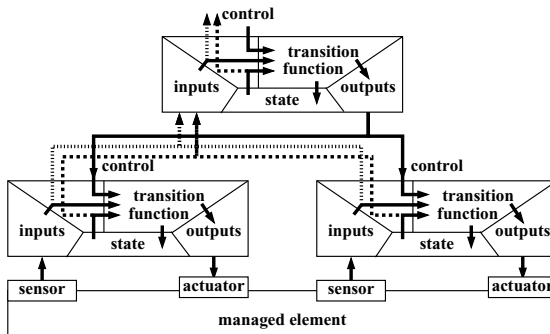 control
transition
function
inputs
outputs
state
control
control
transition
function
inputs
outputs
state
transition
function
inputs
outputs
state
sensor
actuator
sensor
actuator
managed element